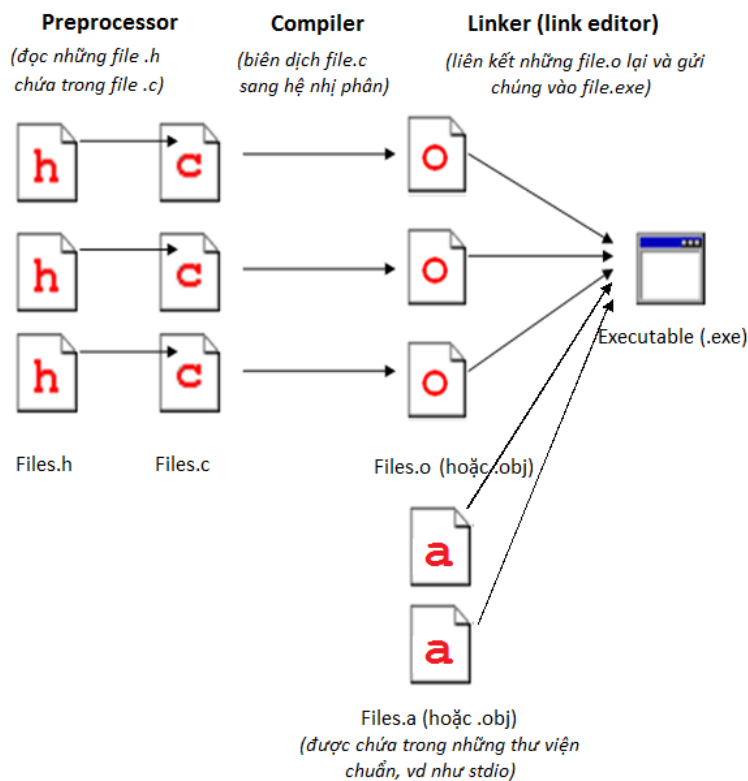 Preprocessor
(đọc những file .h
chứa trong file .c)
Compiler
(biên dịch file.c
sang hệ nhị phân)
Linker (link editor)
(liên kết những file.o lại và gửi
chúng vào file.exe)
h
c
o
h
c
o
h
c
o
Executable (.exe)
Files.h
Files.c
Files.o (hoặc .obj)
a
a
Files.a (hoặc .obj)
(được chứa trong những thư viện
chuẩn, vd như stdio)